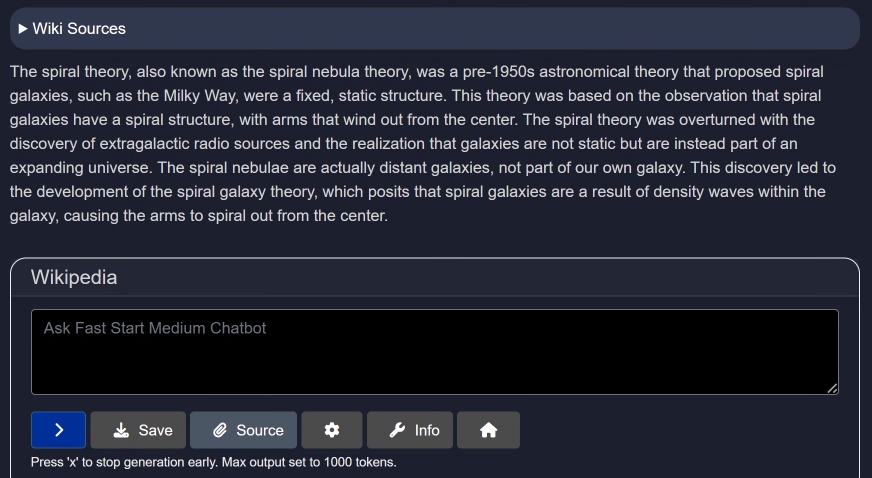 Wiki Sources
The spiral theory, also known as the spiral nebula theory, was a pre-1950s astronomical theory that proposed spiral
galaxies, such as the Milky Way, were a fixed, static structure. This theory was based on the observation that spiral
galaxies have a spiral structure, with arms that wind out from the center. The spiral theory was overturned with the
discovery of extragalactic radio sources and the realization that galaxies are not static but are instead part of an
expanding universe. The spiral nebulae are actually distant galaxies, not part of our own galaxy. This discovery led to
the development of the spiral galaxy theory, which posits that spiral galaxies are a result of density waves within the
galaxy, causing the arms to spiral out from the center.
Wikipedia
Ask Fast Start Medium Chatbot
Save Source Info
Press 'x' to stop generation early. Max output set to 1000 tokens.